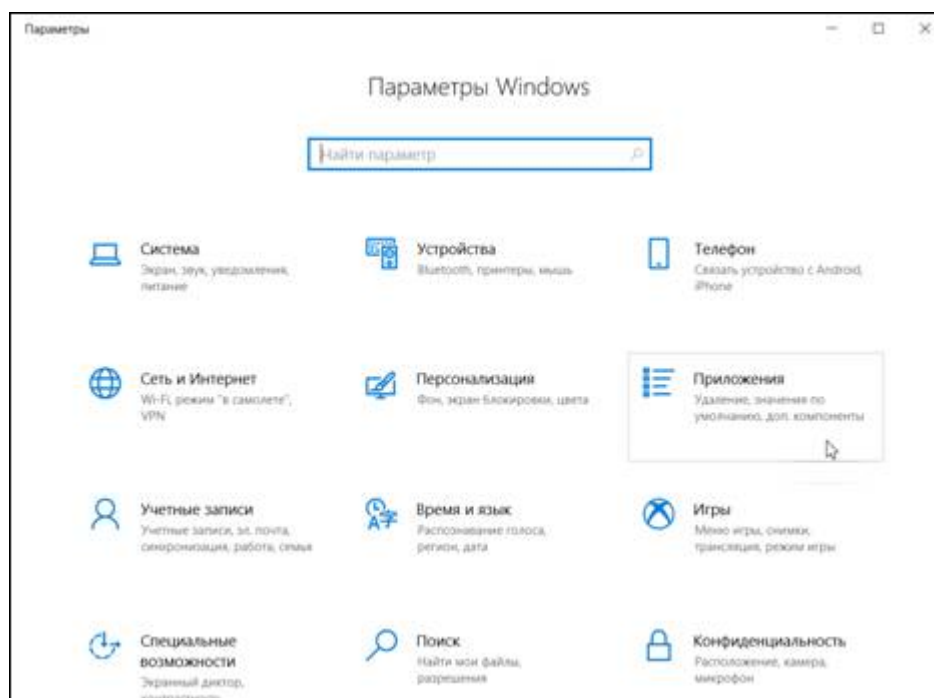 Параметры
Параметры Windows
Найти параметр
Система
Экран, звук, уведомления,
питание
Устройства
Bluetooth, принтеры, мышь
Телефон
Связать устройство с Android,
iPhone
Сеть и Интернет
Wi-Fi, режим "в самолете",
VPN
Персонализация
Фон, экран блокировки, цвета
Приложения
Удаление, значения по
умолчанию, доп. компоненты
Учетные записи
Учетные записи, эл. почта,
синхронизация, работа, семья
Время и язык
Распознавание голоса,
регион, дата
Игры
Меню игры, снимки,
трансляция, режим игры
Специальные
возможности
Экранный диктор,
Поиск
Найти мои файлы,
разрешения
Конфиденциальность
Расположение, камера,
микрофон